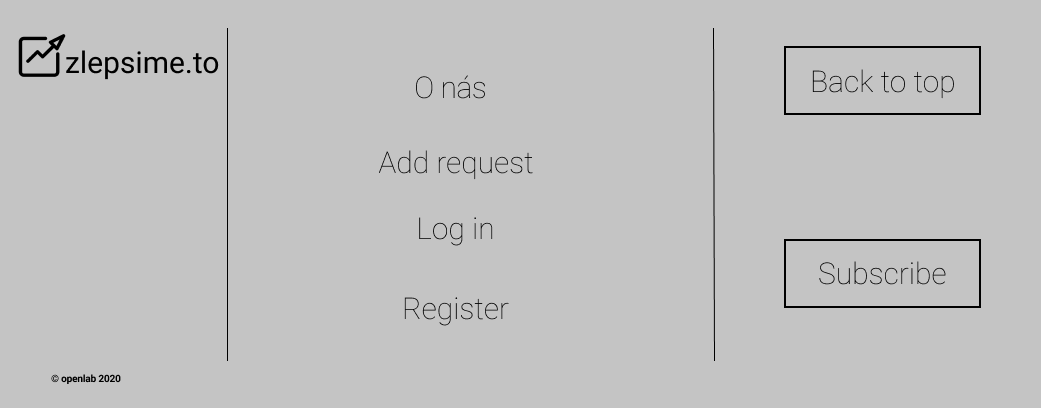 zlepsime.to
O nás
Add request
Log in
Register
Back to top
Subscribe
© openlab 2020